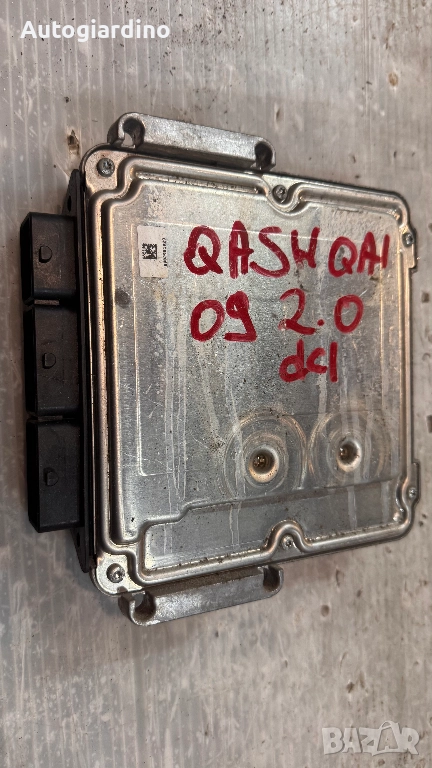 Autogiardino
QASHQAI
09 2.0
dCI
BAZAR